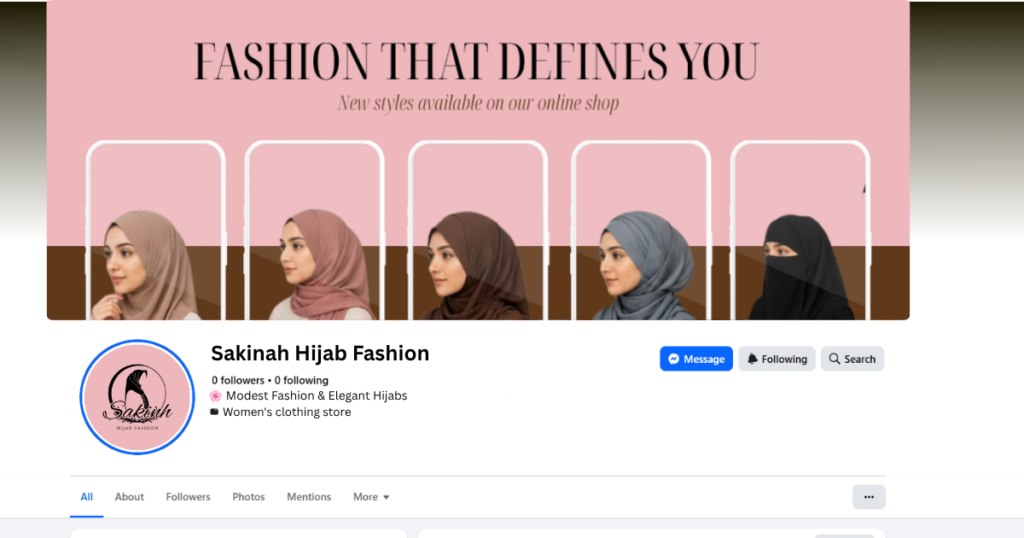 FASHION THAT DEFINES YOU
New styles available on our online shop
Sakinah Hijab Fashion
Message
Following
Search
0 followers • 0 following
🌸 Modest Fashion & Elegant Hijabs
Women's clothing store
Sakinah
HIJAB FASHION
All
About
Followers
Photos
Mentions
More